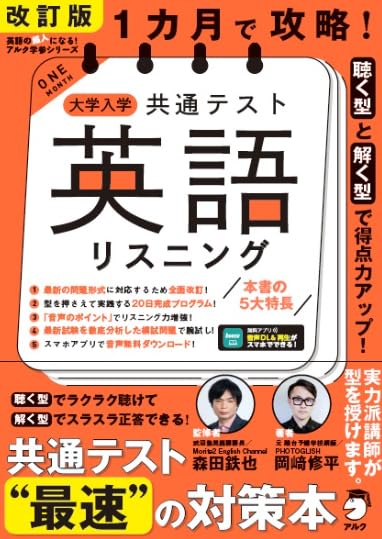 改訂版
英語の超人になる!
アルク学参シリーズ
1カ月で攻略!
ONE
MONTH
大学入学 共通テスト
英語
リスニング
聴く型と解く型で得点力アップ!
本書の
5大特長
1 最新の問題形式に対応するため全面改訂!
2 型を押さえて実践する20日完成プログラム!
3 「音声のポイント」でリスニング力増強!
4 最新試験を徹底分析した模試問題で腕試し!
5 スマホアプリで音声無料ダウンロード!
無料アプリ
音声DL&再生が
スマホでできる!
聴く型でラクラク聴けて
解く型でスラスラ正答できる!
監修者
Morite2 English Channel
森田鉄也
著者
PHOTOGLISH
岡﨑修平
実力派講師が
型を授けます。
共通テスト
“最速”の対策本
アルク